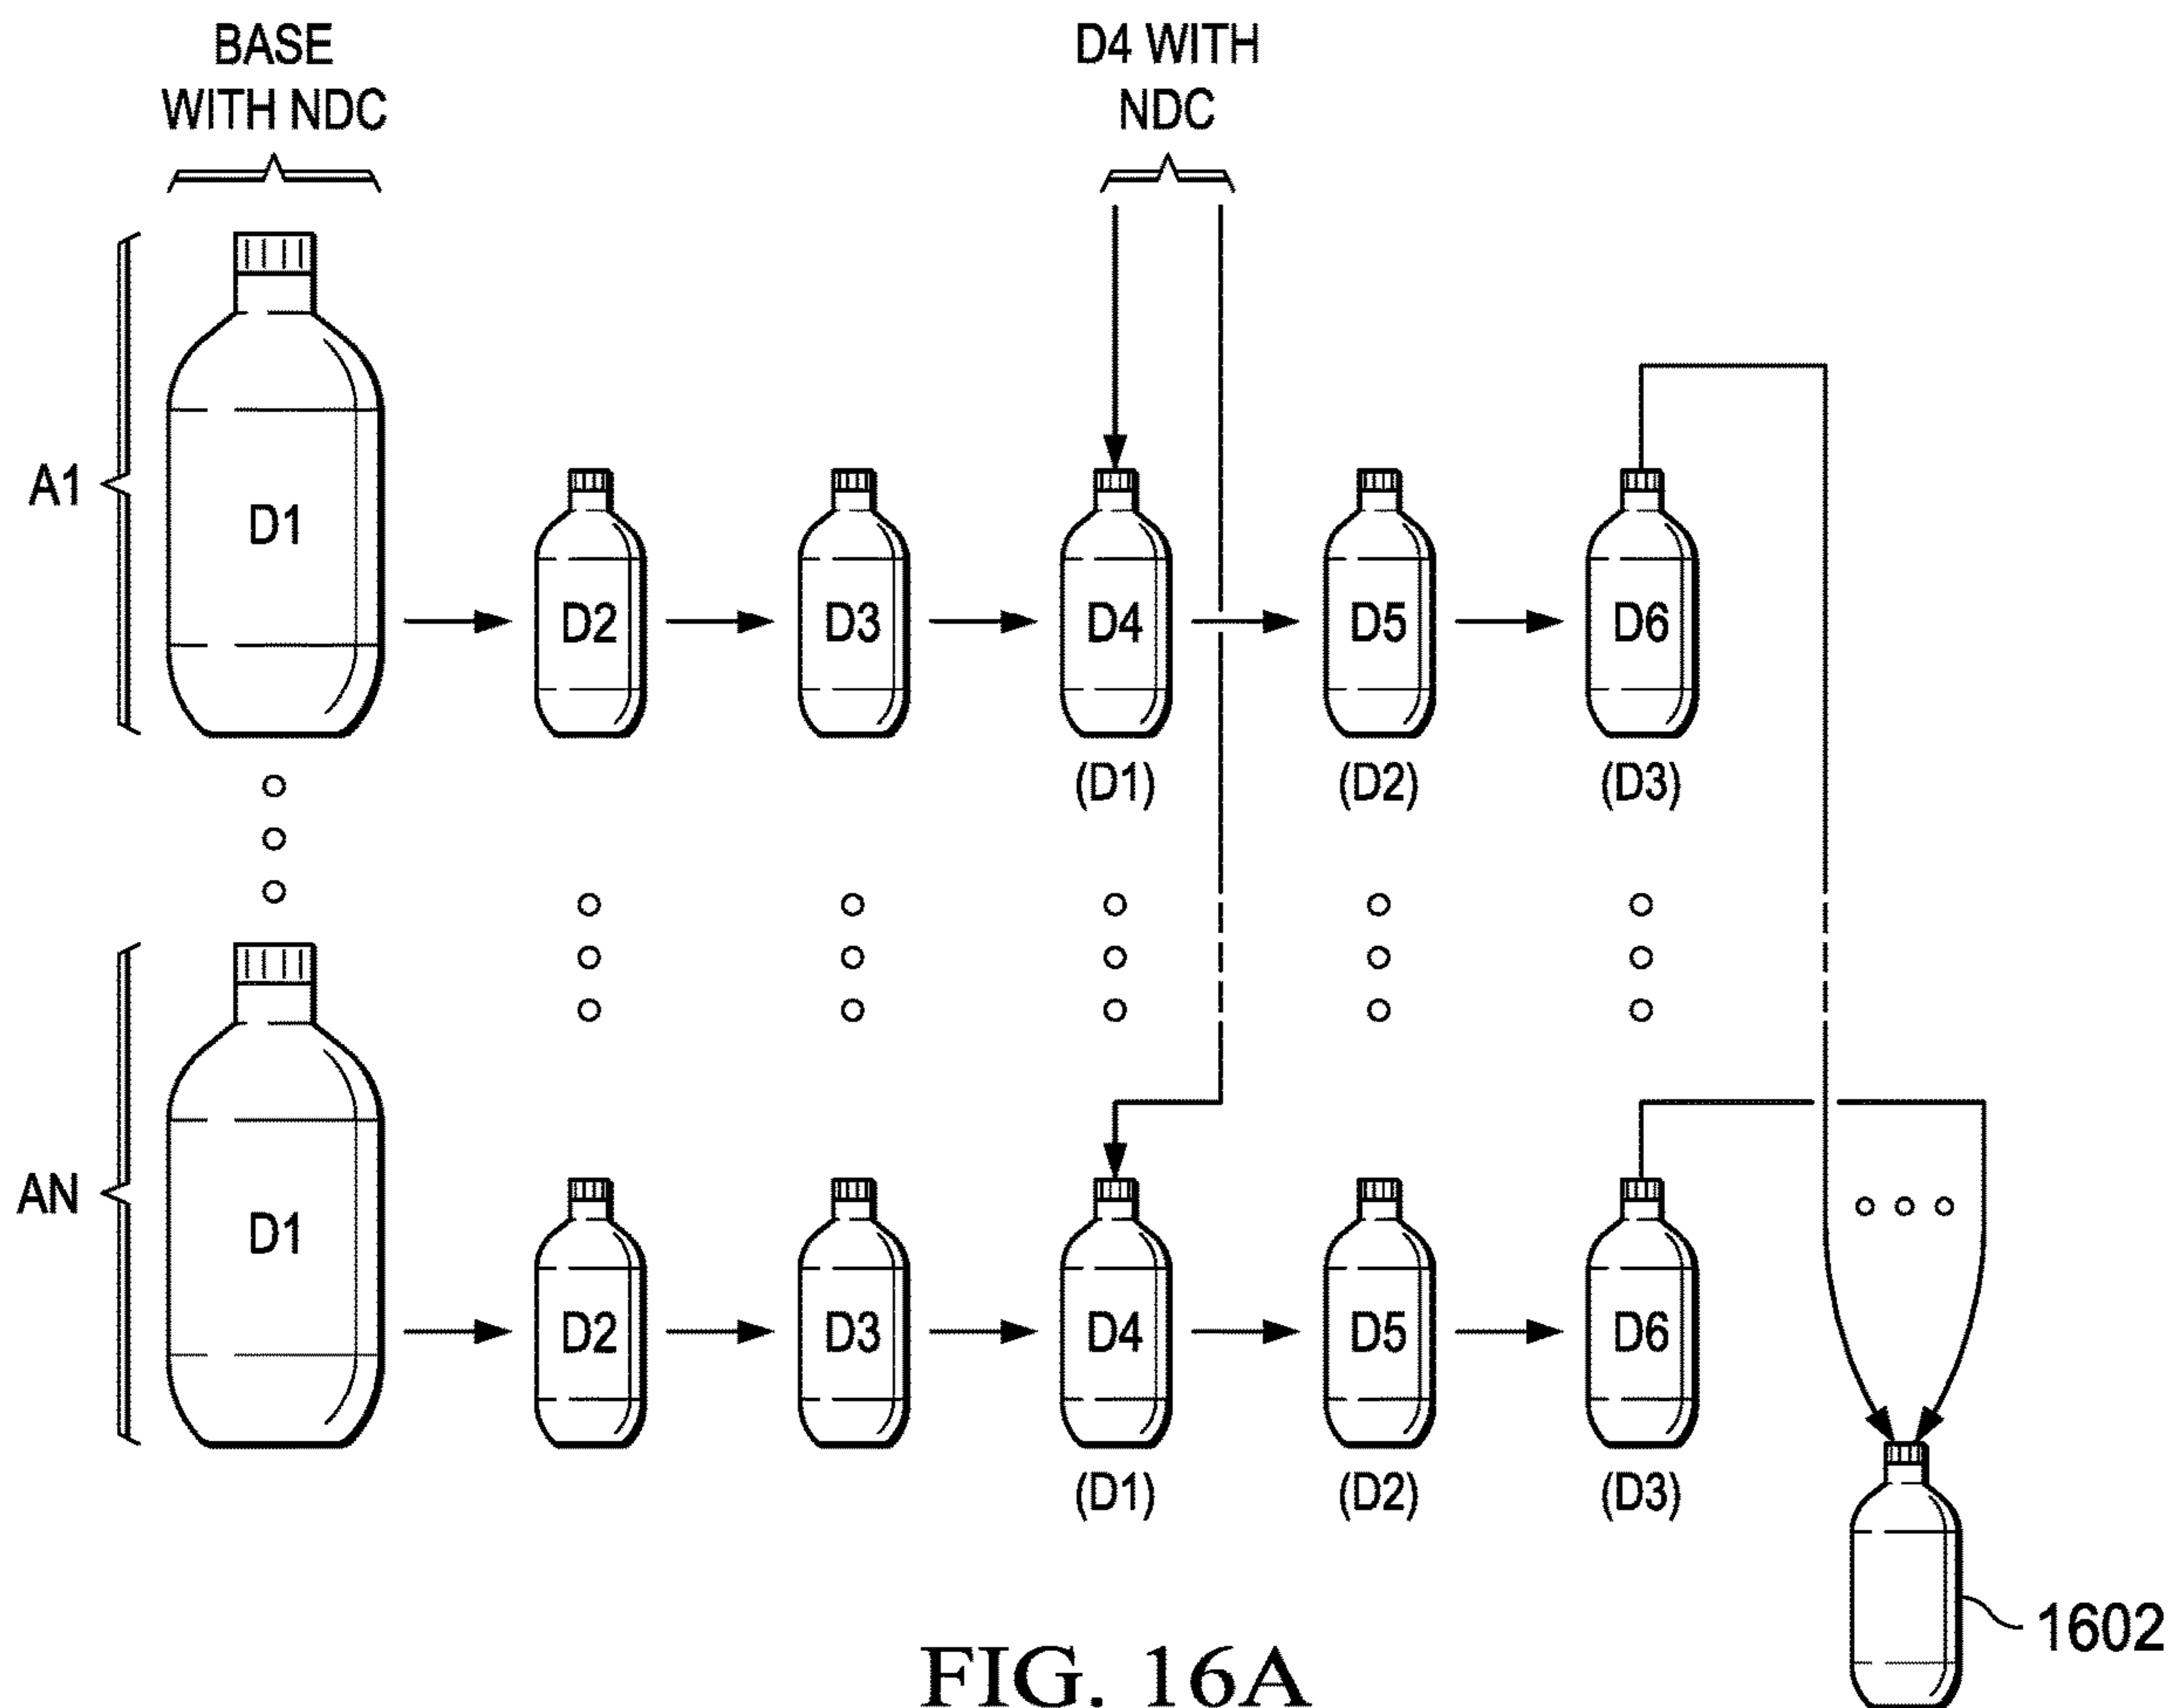 BASE
WITH NDC
D4 WITH
NDC
A1
D1
D2
D3
D4
D5
D6
(D1)
(D2)
(D3)
AN
D1
D2
D3
D4
D5
D6
(D1)
(D2)
(D3)
1602
FIG. 16A